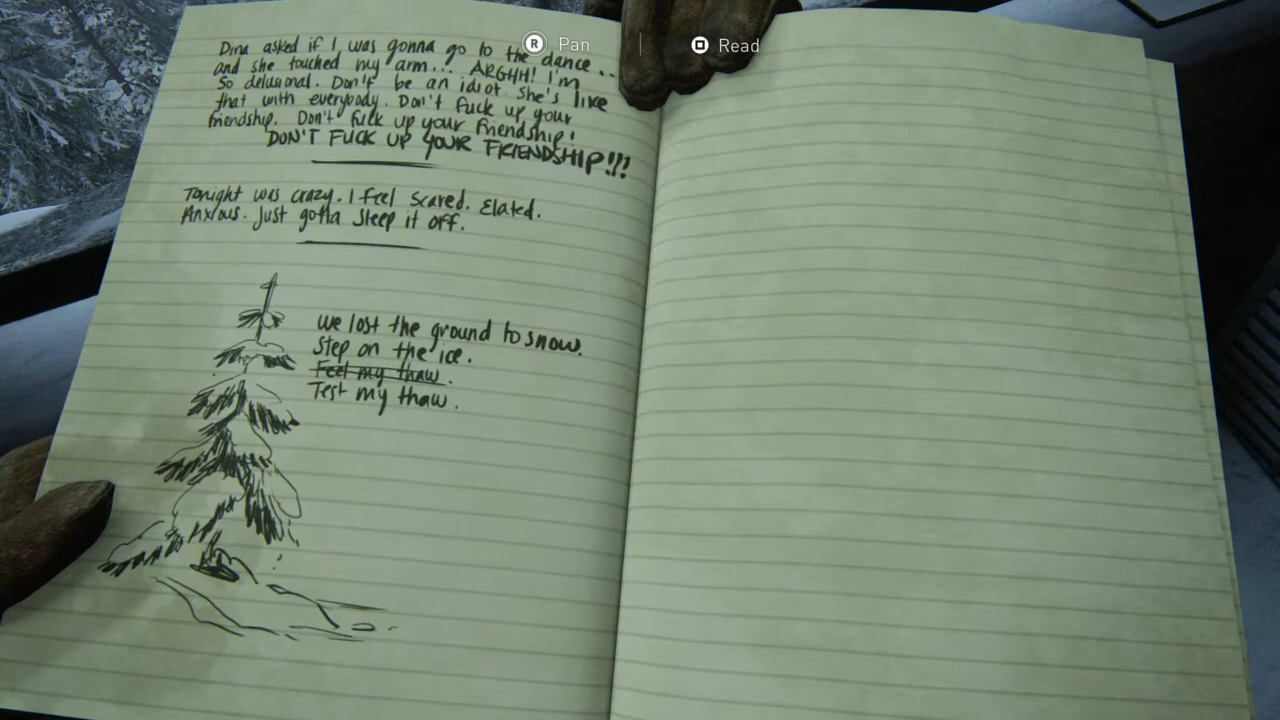 R Pan | Read
Dina asked if I was gonna go to the dance...
and she touched my arm... ARGHH! I'm
so delusional. Don't be an idiot. She's like
that with everybody. Don't fuck up your
friendship. Don't fuck up your friendship!
DON'T FUCK UP YOUR FRIENDSHIP!!!
Tonight was crazy. I feel scared. Elated.
Anxious. Just gotta sleep it off.
We lost the ground to snow.
Step on the ice.
Feel my thaw.
Test my thaw.